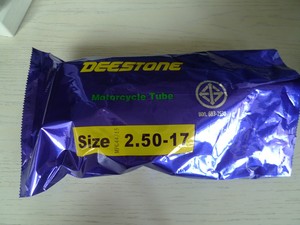 DEESTONE
Motorcycle Tube
Size 2.50-17